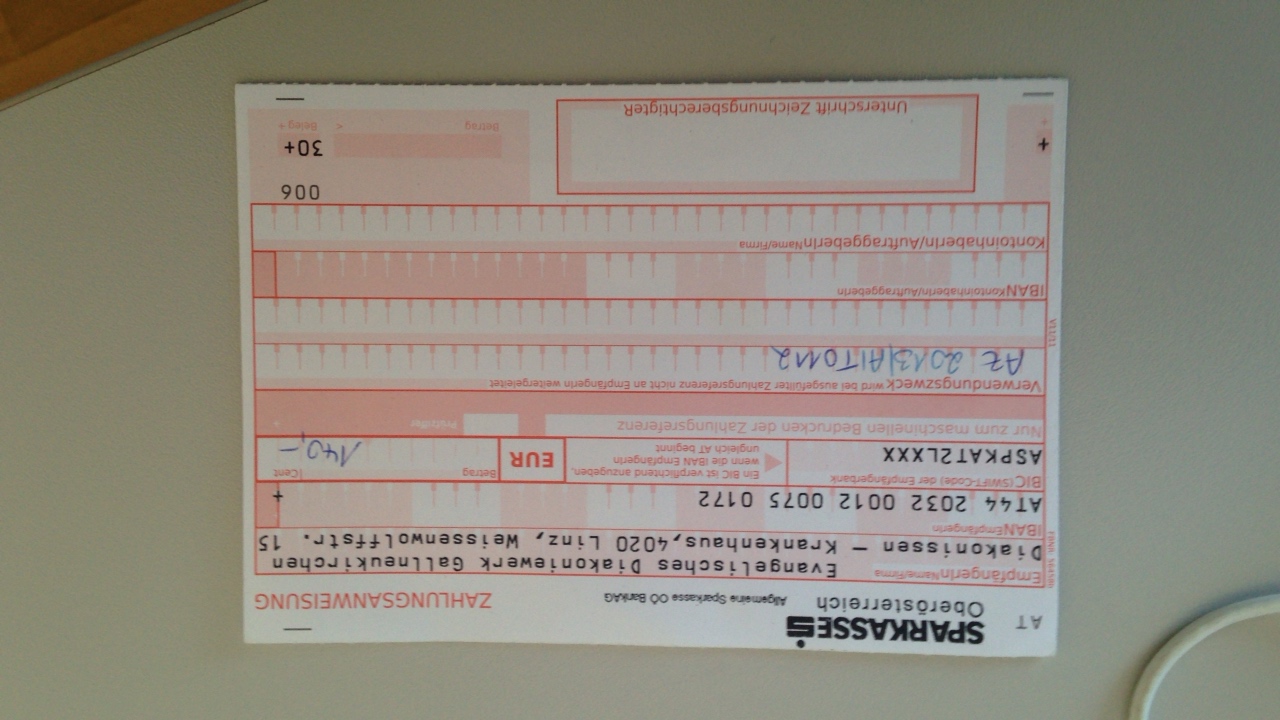 AT SPARKASSE
Oberösterreich Allgemeine Sparkasse OÖ BankAG ZAHLUNGSANWEISUNG
EmpfängerIn Name/Firma Evangelisches Diakoniewerk Gallneukirchen
Diakonissen - Krankenhaus,4020 Linz, Weissenwolffstr. 15
IBAN EmpfängerIn
AT44 2032 0012 0075 0172 +
BIC (SWIFT-Code) der Empfängerbank
ASPKAT2LXXX
Ein BIC ist verpflichtend anzugeben,
wenn die IBAN EmpfängerIn
ungleich AT beginnt
EUR
Betrag Cent
140,-
Nur zum maschinellen Bedrucken der Zahlungsreferenz
Prüfziffer
Verwendungszweck wird bei ausgefüllter Zahlungsreferenz nicht an EmpfängerIn weitergeleitet
AZ 2013/AITOM2
IBAN KontoinhaberIn/AuftraggeberIn
KontoinhaberIn/AuftraggeberIn Name/Firma
006
30+
Betrag < Beleg +
Unterschrift ZeichnungsberechtigteR
+